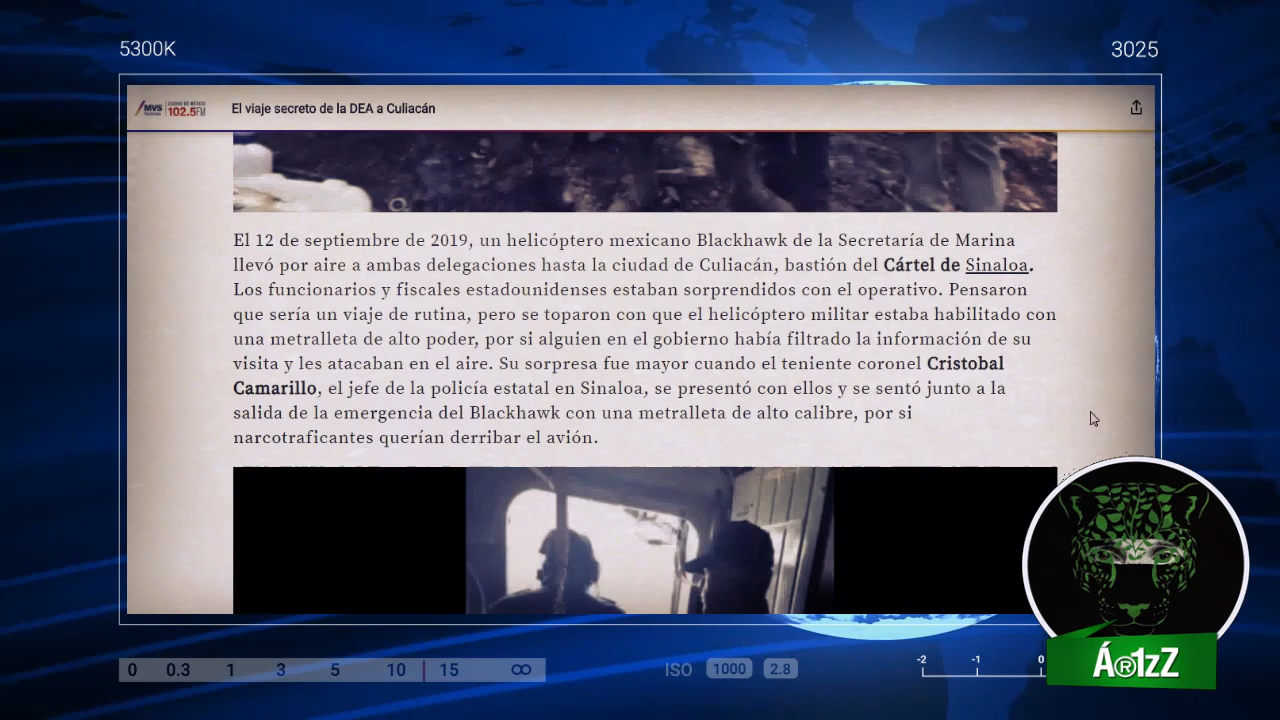 5300K
3025
MVS
CIUDAD DE MÉXICO
102.5FM
El viaje secreto de la DEA a Culiacán
El 12 de septiembre de 2019, un helicóptero mexicano Blackhawk de la Secretaría de Marina
llevó por aire a ambas delegaciones hasta la ciudad de Culiacán, bastión del Cártel de Sinaloa.
Los funcionarios y fiscales estadounidenses estaban sorprendidos con el operativo. Pensaron
que sería un viaje de rutina, pero se toparon con que el helicóptero militar estaba habilitado con
una metralleta de alto poder, por si alguien en el gobierno había filtrado la información de su
visita y les atacaban en el aire. Su sorpresa fue mayor cuando el teniente coronel Cristobal
Camarillo, el jefe de la policía estatal en Sinaloa, se presentó con ellos y se sentó junto a la
salida de la emergencia del Blackhawk con una metralleta de alto calibre, por si
narcotraficantes querían derribar el avión.
0 0.3 1 3 5 10 15 ∞
ISO 1000 2.8
-2 -1 0
Á®1zZ